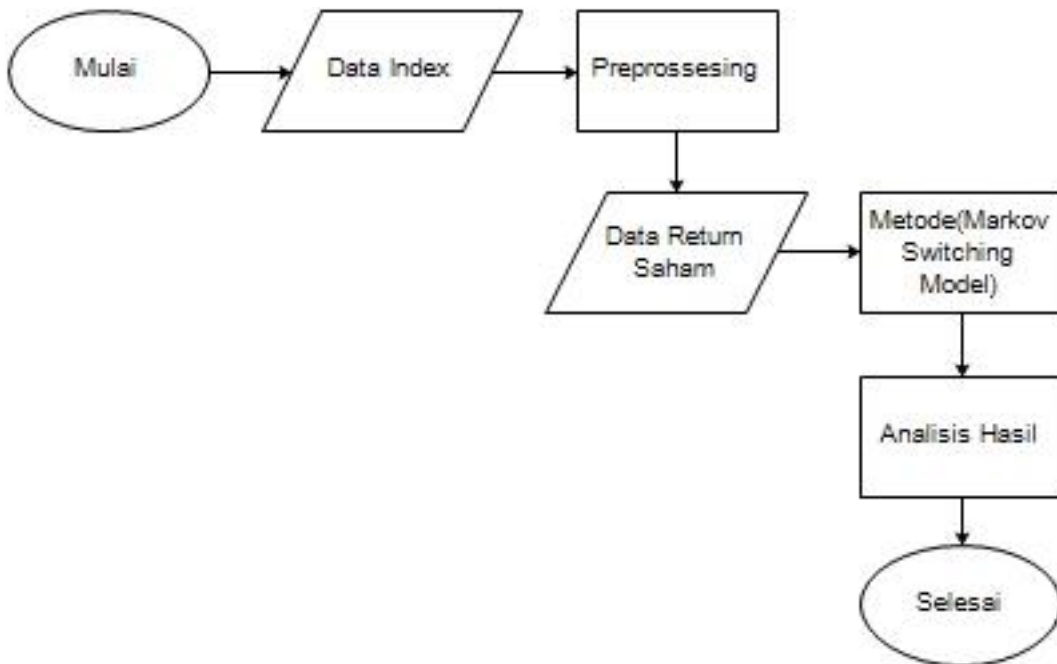 Mulai
Data Index
Preprossesing
Data Return
Saham
Metode(Markov
Switching
Model)
Analisis Hasil
Selesai